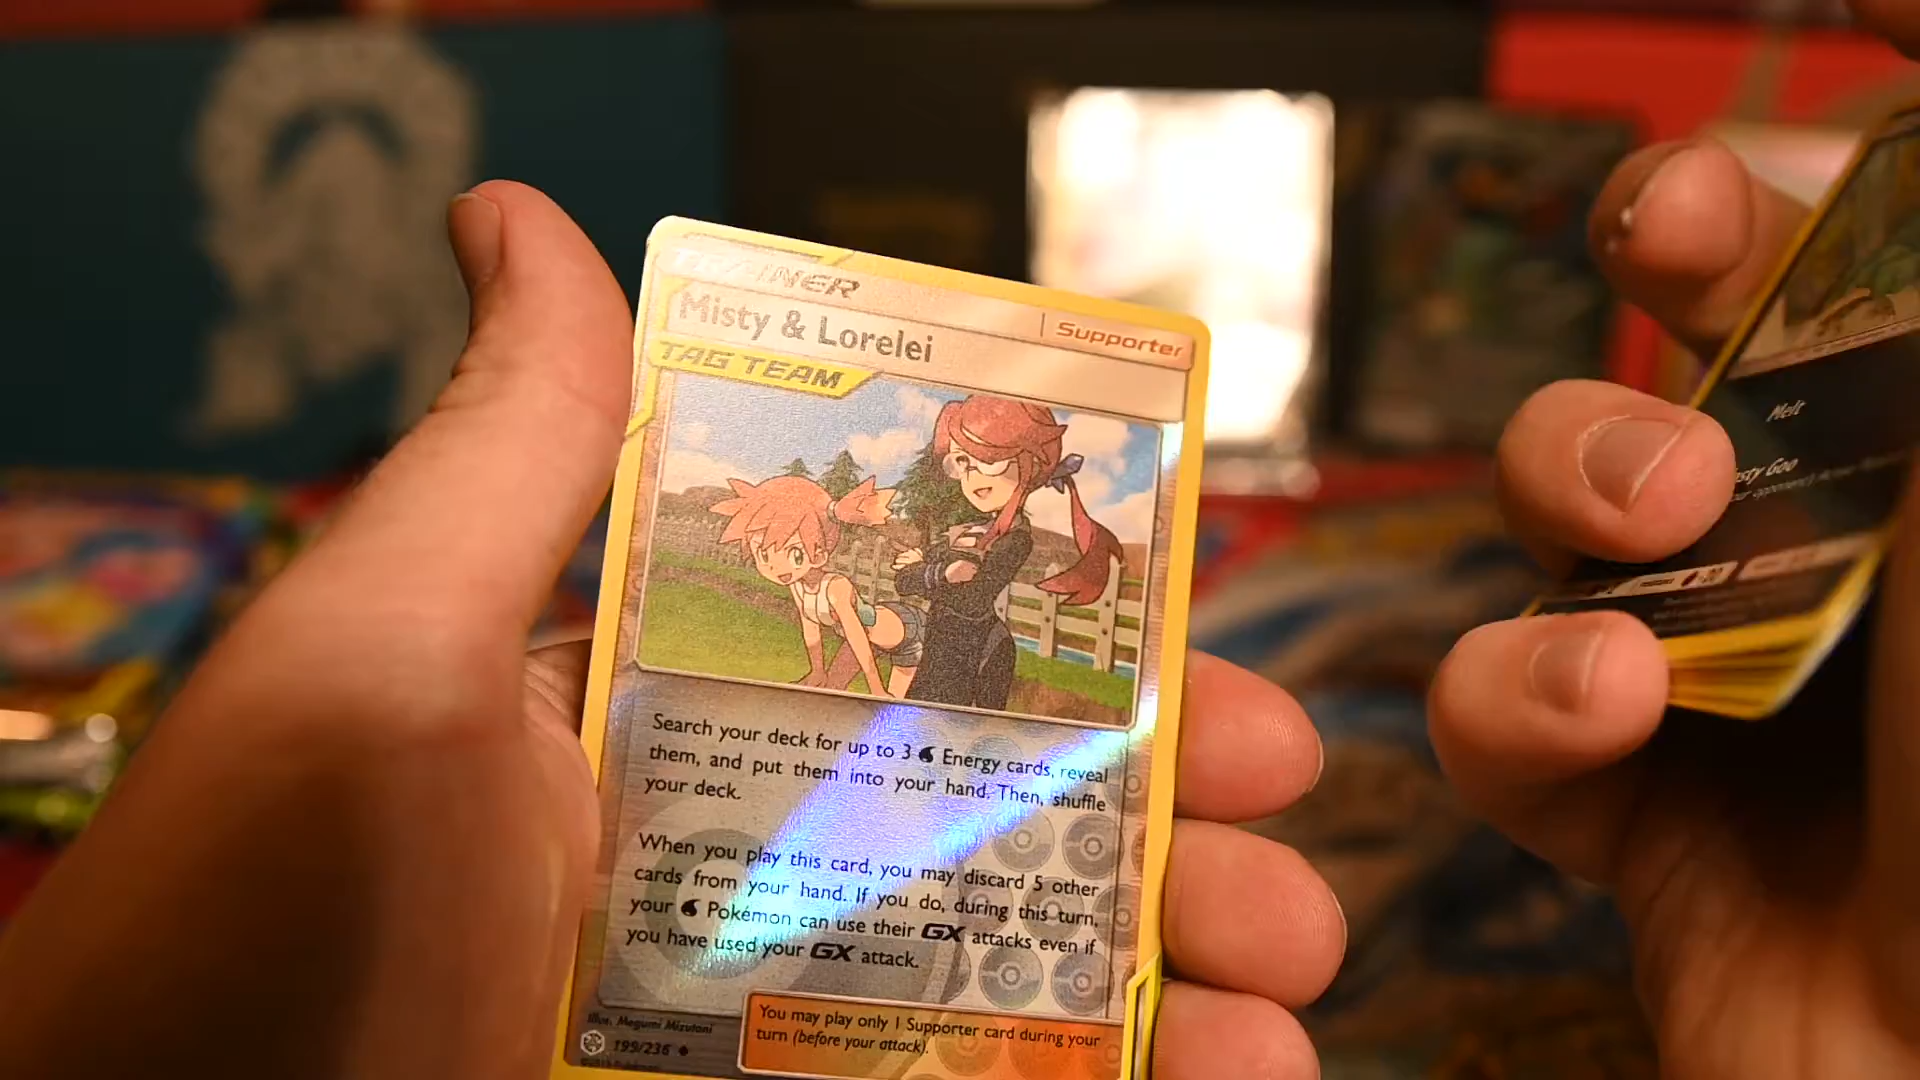 TRAINER
Misty & Lorelei
Supporter
TAG TEAM
Search your deck for up to 3 Energy cards, reveal
them, and put them into your hand. Then, shuffle
your deck.
When you play this card, you may discard 5 other
cards from your hand. If you do, during this turn,
your Pokémon can use their GX attacks even if
you have used your GX attack.
You may play only 1 Supporter card during your
turn (before your attack).
Illus. Megumi Mizutani
199/236
Melt
Goo